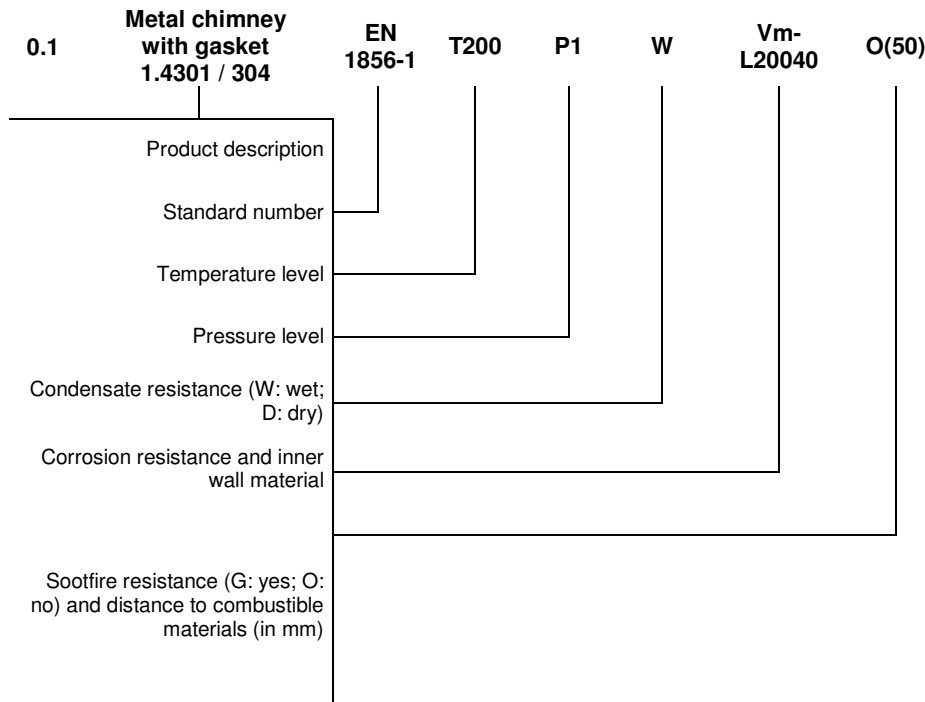 0.1
Metal chimney
with gasket
1.4301 / 304
EN
1856-1
T200
P1
W
Vm-
L20040
O(50)
Product description
Standard number
Temperature level
Pressure level
Condensate resistance (W: wet;
D: dry)
Corrosion resistance and inner
wall material
Sootfire resistance (G: yes; O:
no) and distance to combustible
materials (in mm)